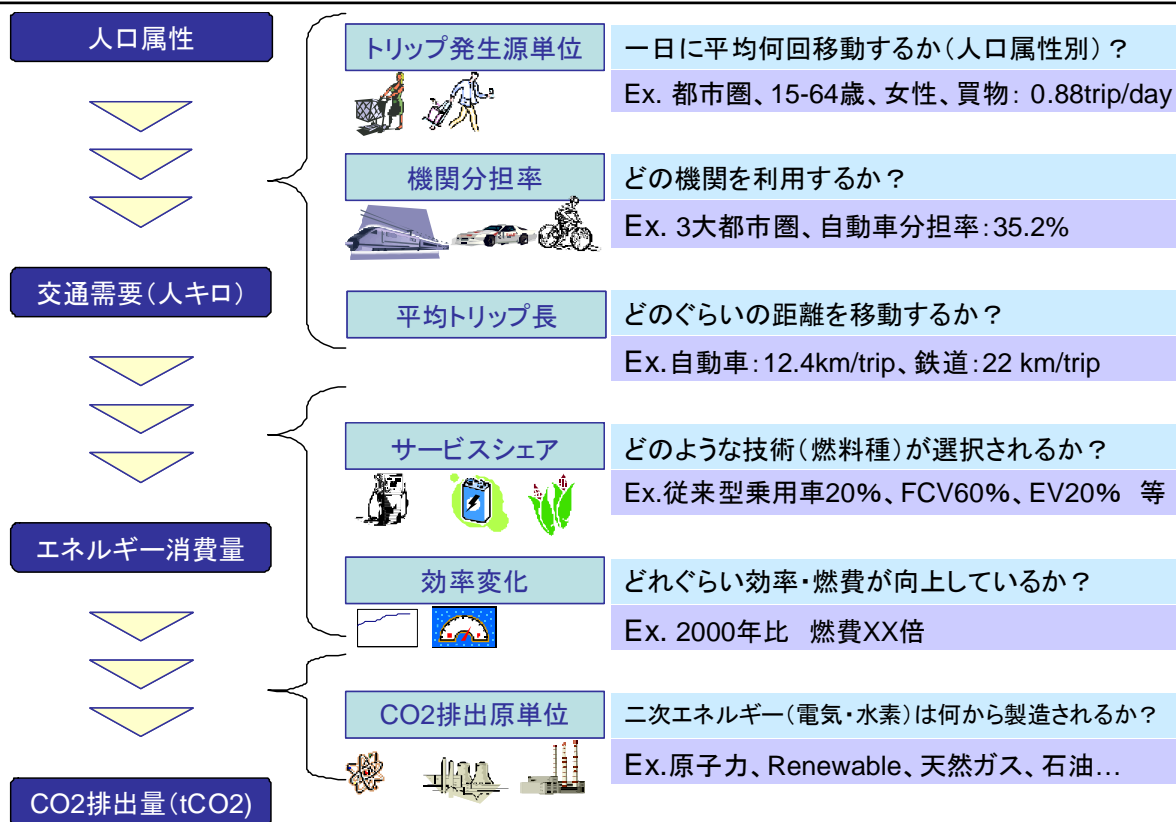 人口属性
トリップ発生源単位
一日に平均何回移動するか（人口属性別）？
Ex. 都市圏、15-64歳、女性、買物： 0.88trip/day
機関分担率
どの機関を利用するか？
Ex. 3大都市圏、自動車分担率：35.2%
交通需要（人キロ）
平均トリップ長
どのぐらいの距離を移動するか？
Ex.自動車：12.4km/trip、鉄道：22 km/trip
サービスシェア
どのような技術（燃料種）が選択されるか？
Ex.従来型乗用車20%、FCV60%、EV20%　等
エネルギー消費量
効率変化
どれぐらい効率・燃費が向上しているか？
Ex. 2000年比　燃費XX倍
CO2排出原単位
二次エネルギー（電気・水素）は何から製造されるか？
Ex.原子力、Renewable、天然ガス、石油…
CO2排出量（tCO2)